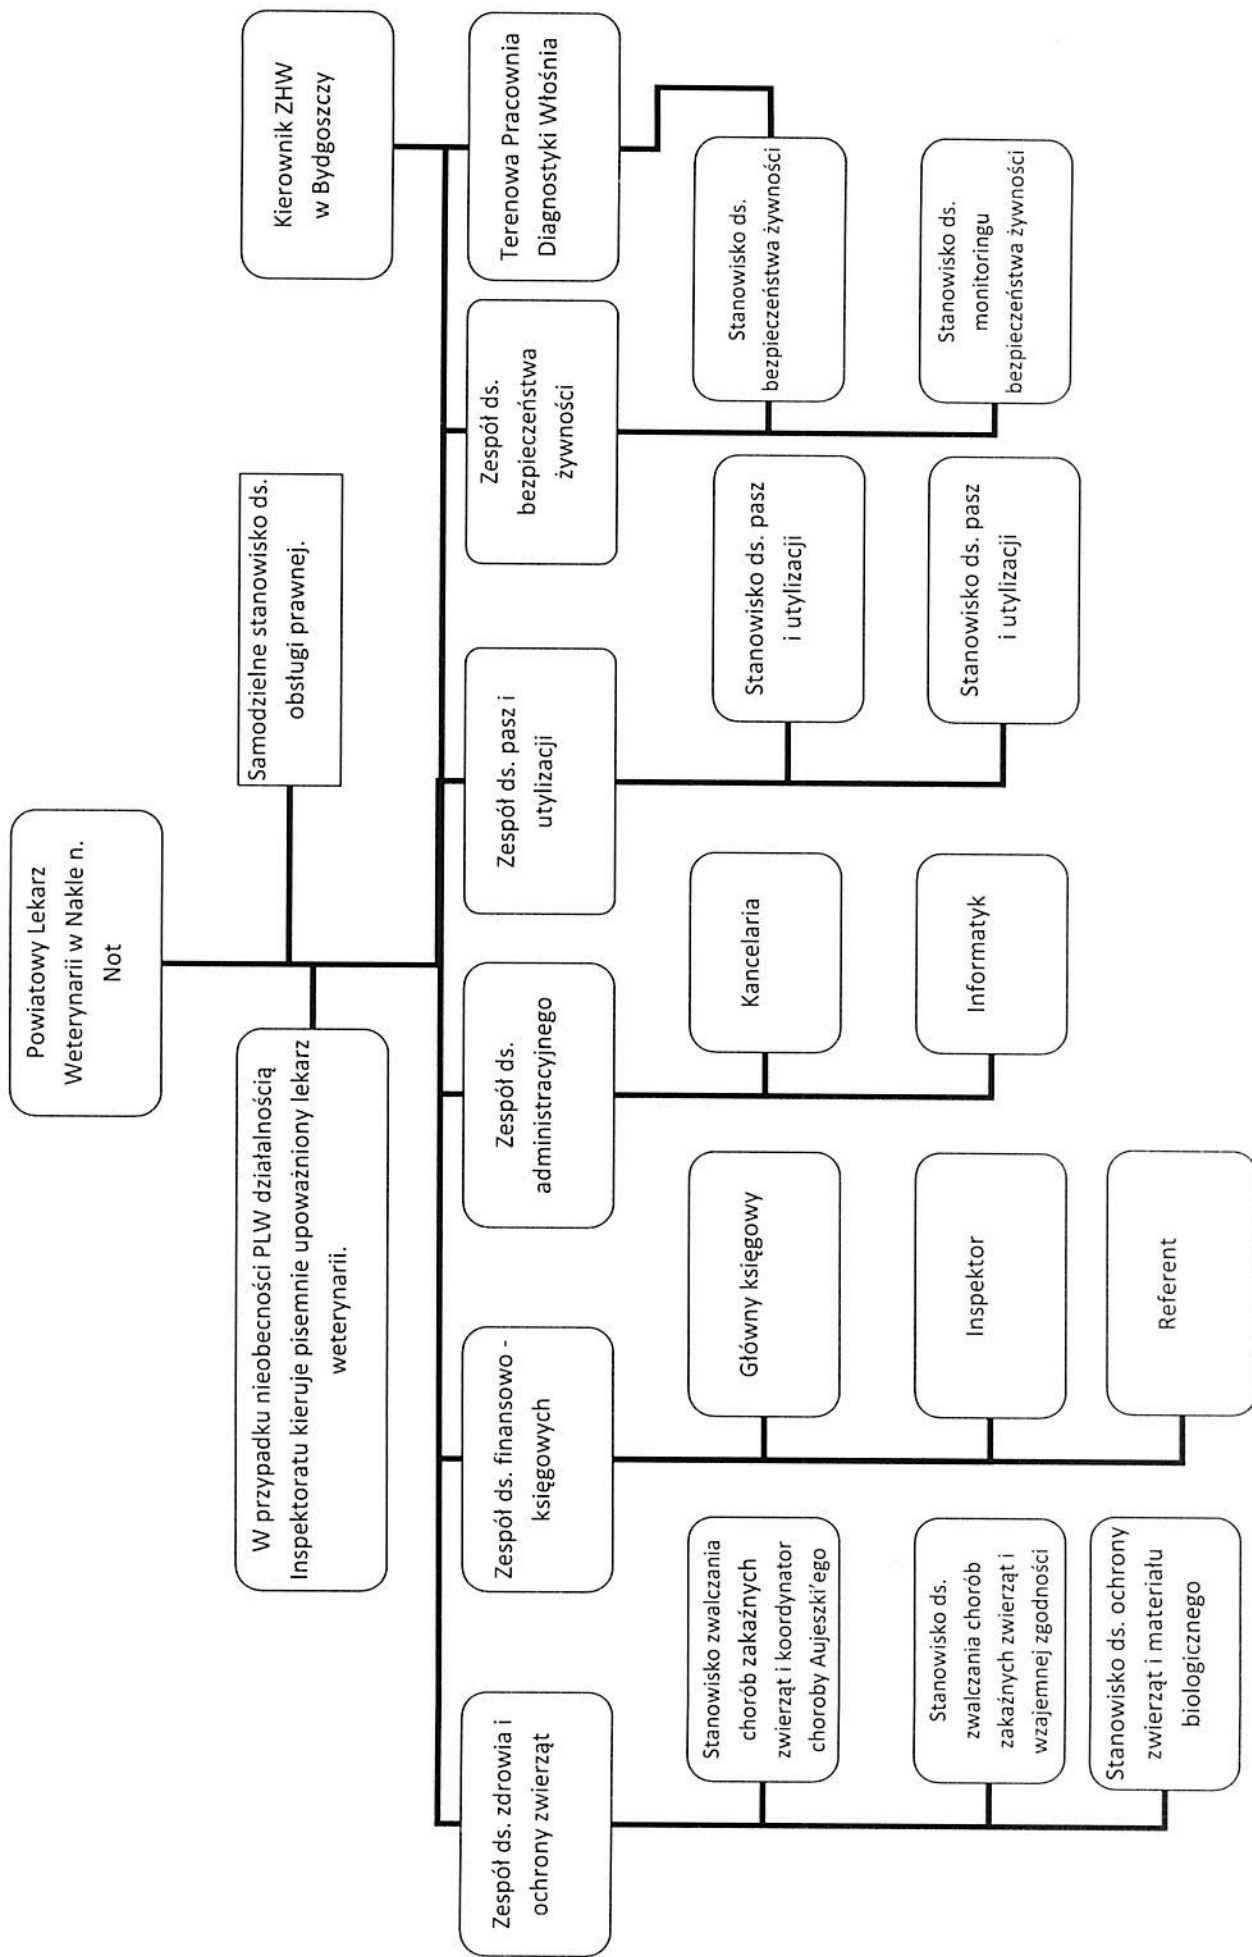 Powiatowy Lekarz
Weterynarii w Nakle n.
Not
W przypadku nieobecności PLW działalnością
Inspektoratu kieruje pisemnie upoważniony lekarz
weterynarii.
Samodzielne stanowisko ds.
obsługi prawnej.
Kierownik ZHW
w Bydgoszczy
Zespół ds. zdrowia i
ochrony zwierząt
Zespół ds. finansowo -
księgowych
Zespół ds.
administracyjnego
Zespół ds. pasz i
utylizacji
Zespół ds.
bezpieczeństwa
żywności
Terenowa Pracownia
Diagnostyki Włośnia
Stanowisko zwalczania
chorób zakaźnych
zwierząt i koordynator
choroby Aujeszki’ego
Główny księgowy
Kancelaria
Stanowisko ds. pasz
i utylizacji
Stanowisko ds.
bezpieczeństwa żywności
Stanowisko ds.
zwalczania chorób
zakaźnych zwierząt i
wzajemnej zgodności
Inspektor
Informatyk
Stanowisko ds. pasz
i utylizacji
Stanowisko ds.
monitoringu
bezpieczeństwa żywności
Stanowisko ds. ochrony
zwierząt i materiału
biologicznego
Referent